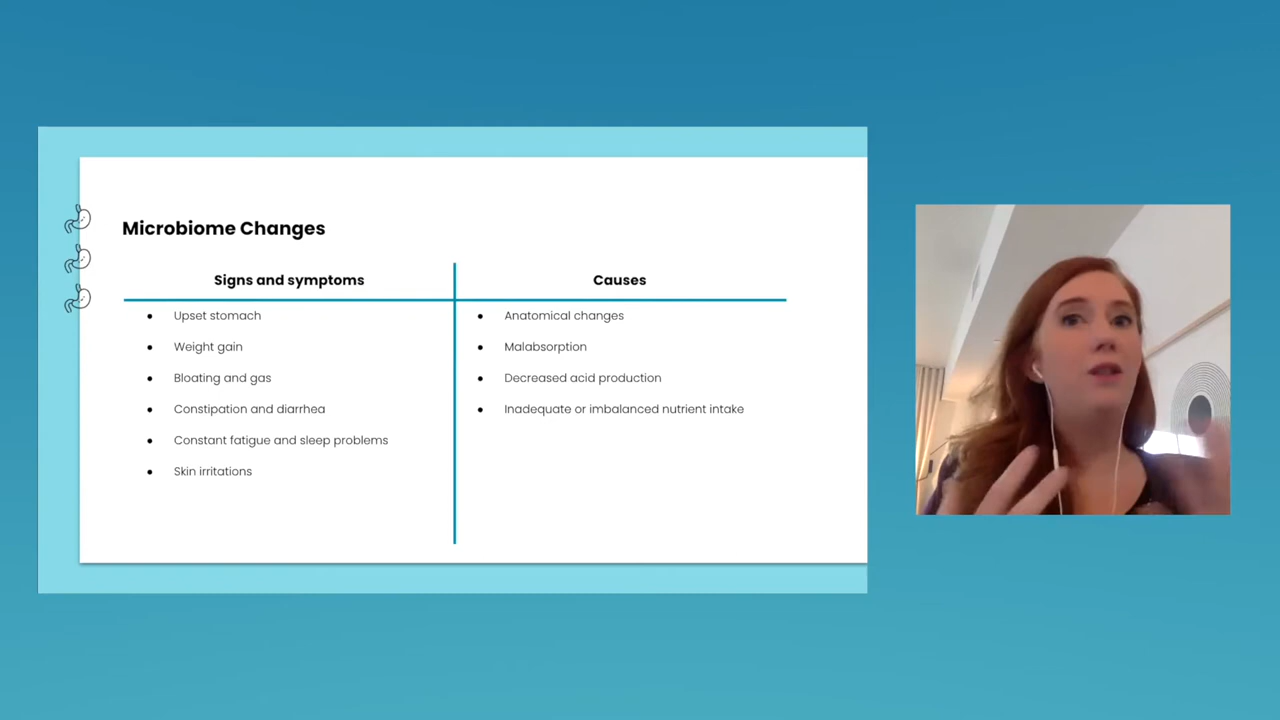 Microbiome Changes
Signs and symptoms
Upset stomach
Weight gain
Bloating and gas
Constipation and diarrhea
Constant fatigue and sleep problems
Skin irritations
Causes
Anatomical changes
Malabsorption
Decreased acid production
Inadequate or imbalanced nutrient intake